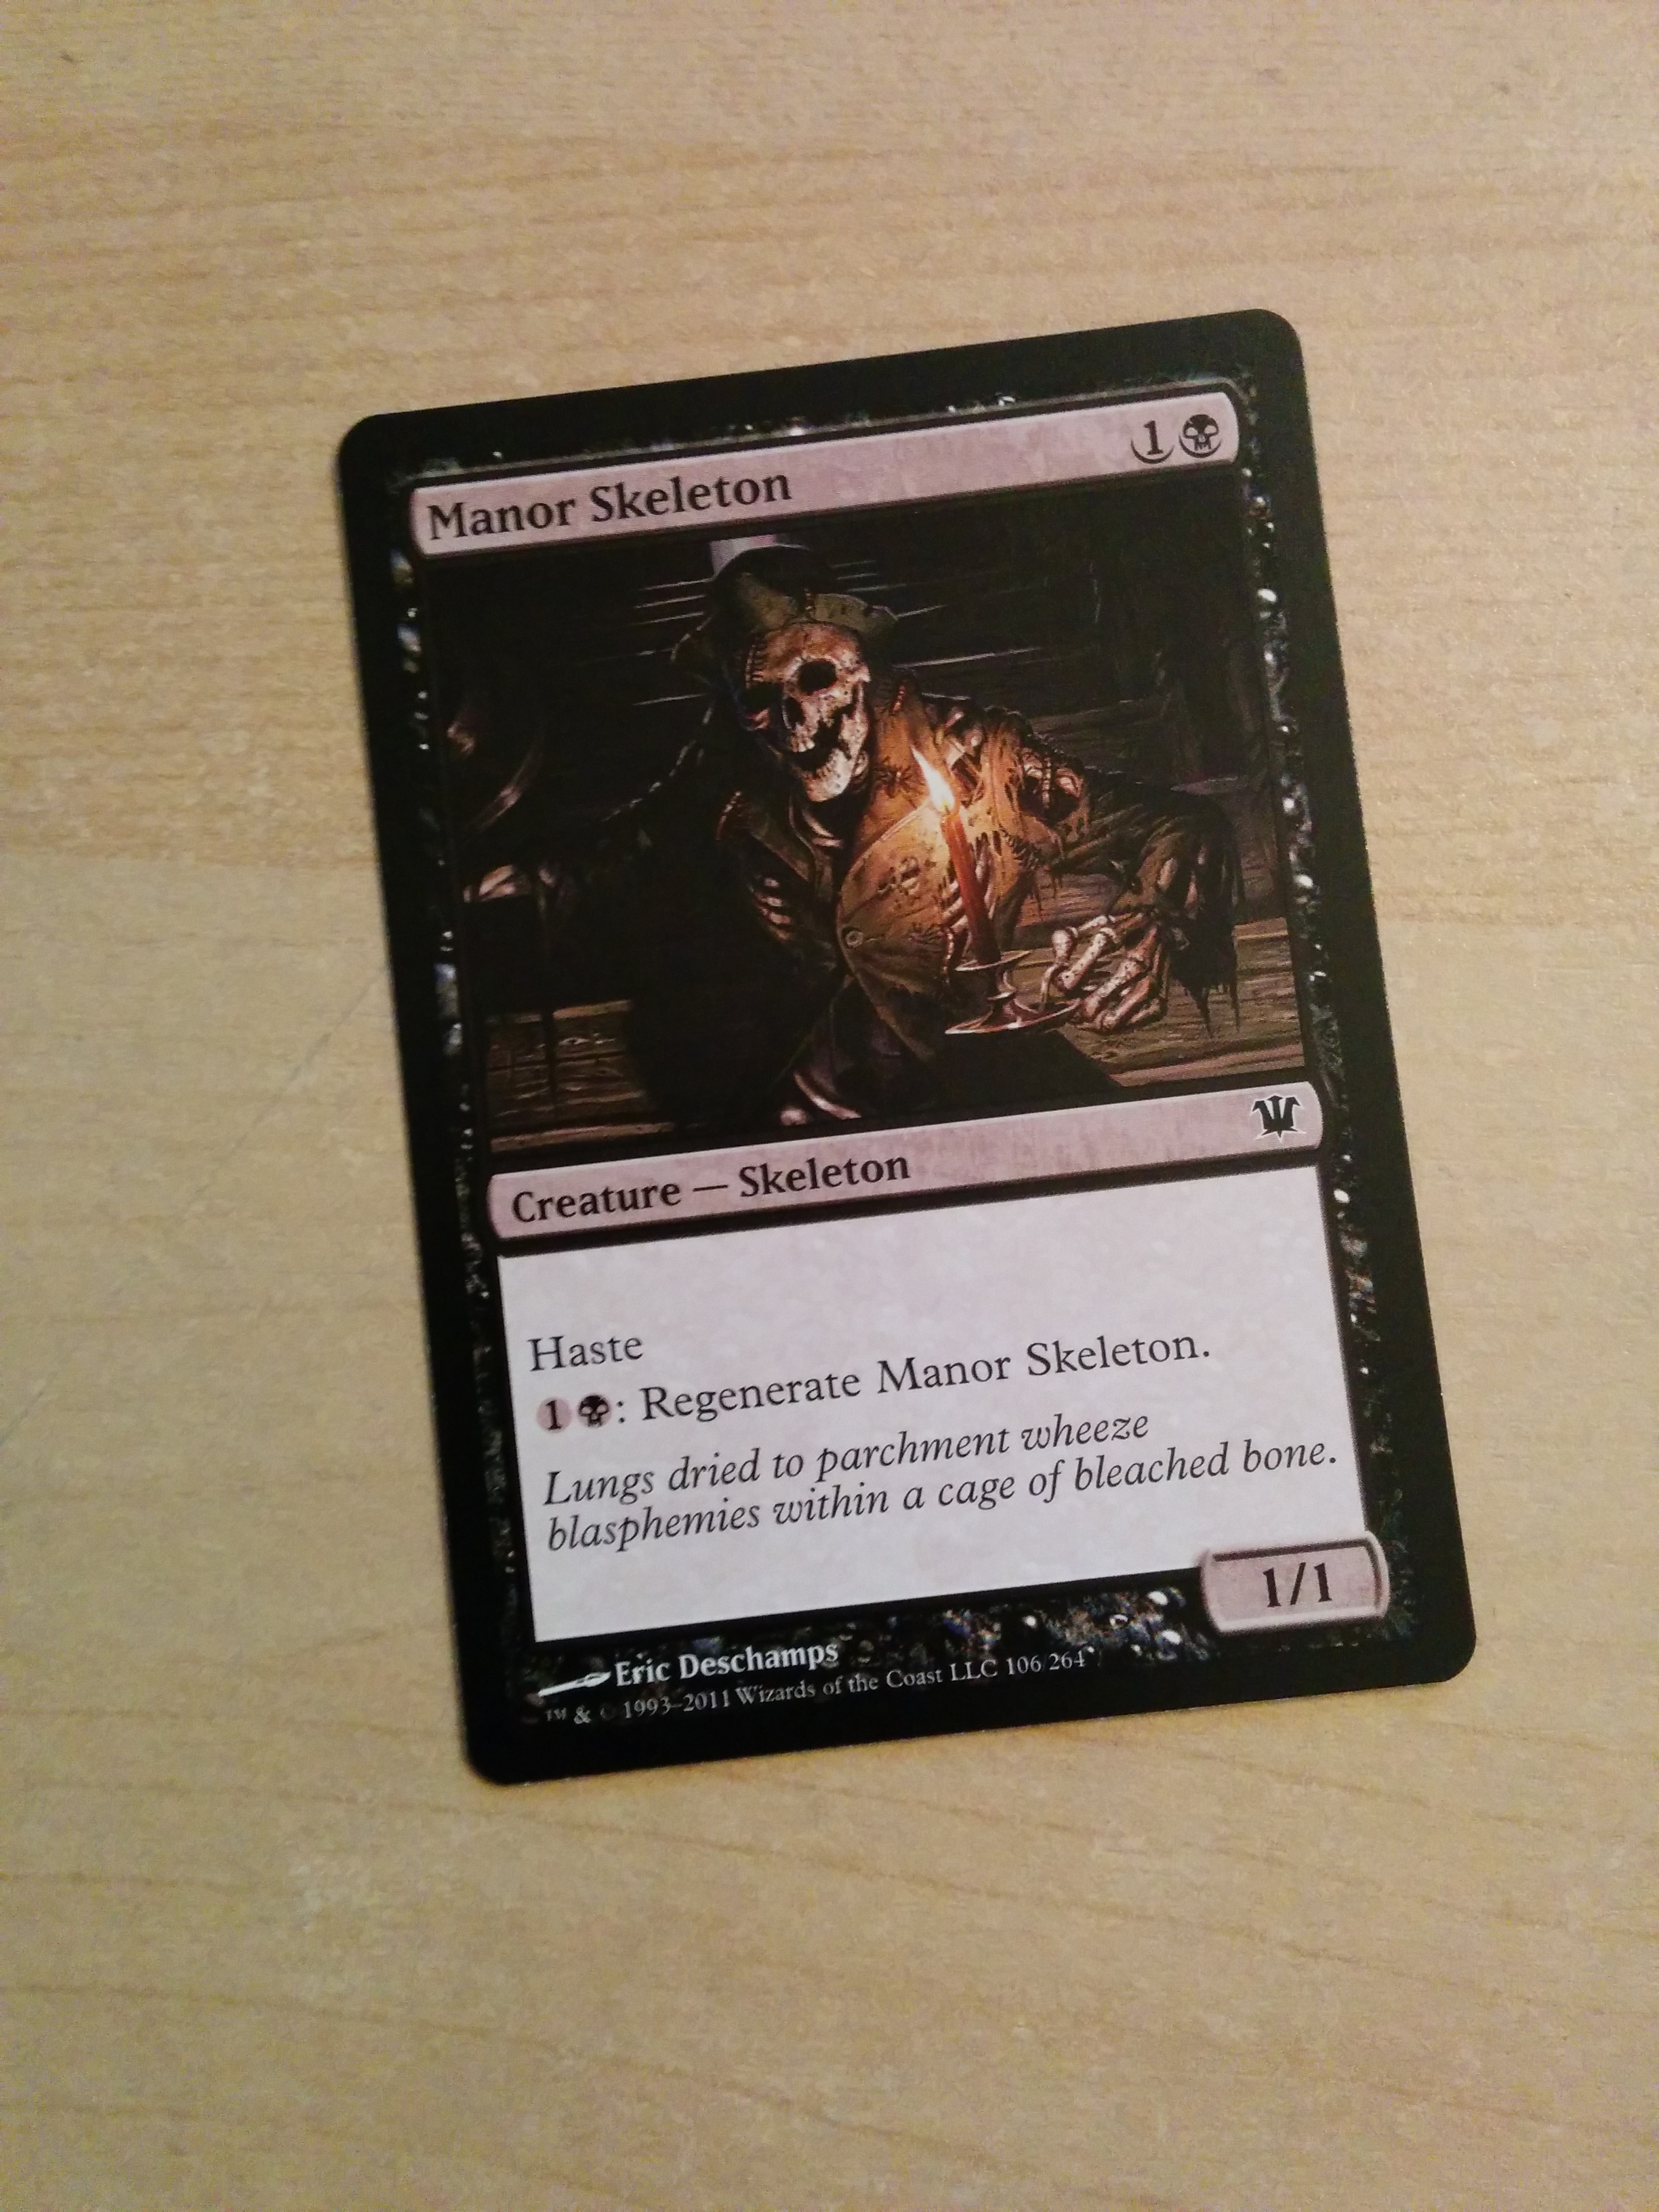 Manor Skeleton 1
Creature — Skeleton
Haste
1 : Regenerate Manor Skeleton.
Lungs dried to parchment wheeze
blasphemies within a cage of bleached bone.
1/1
Eric Deschamps
™ & © 1993–2011 Wizards of the Coast LLC 106/264